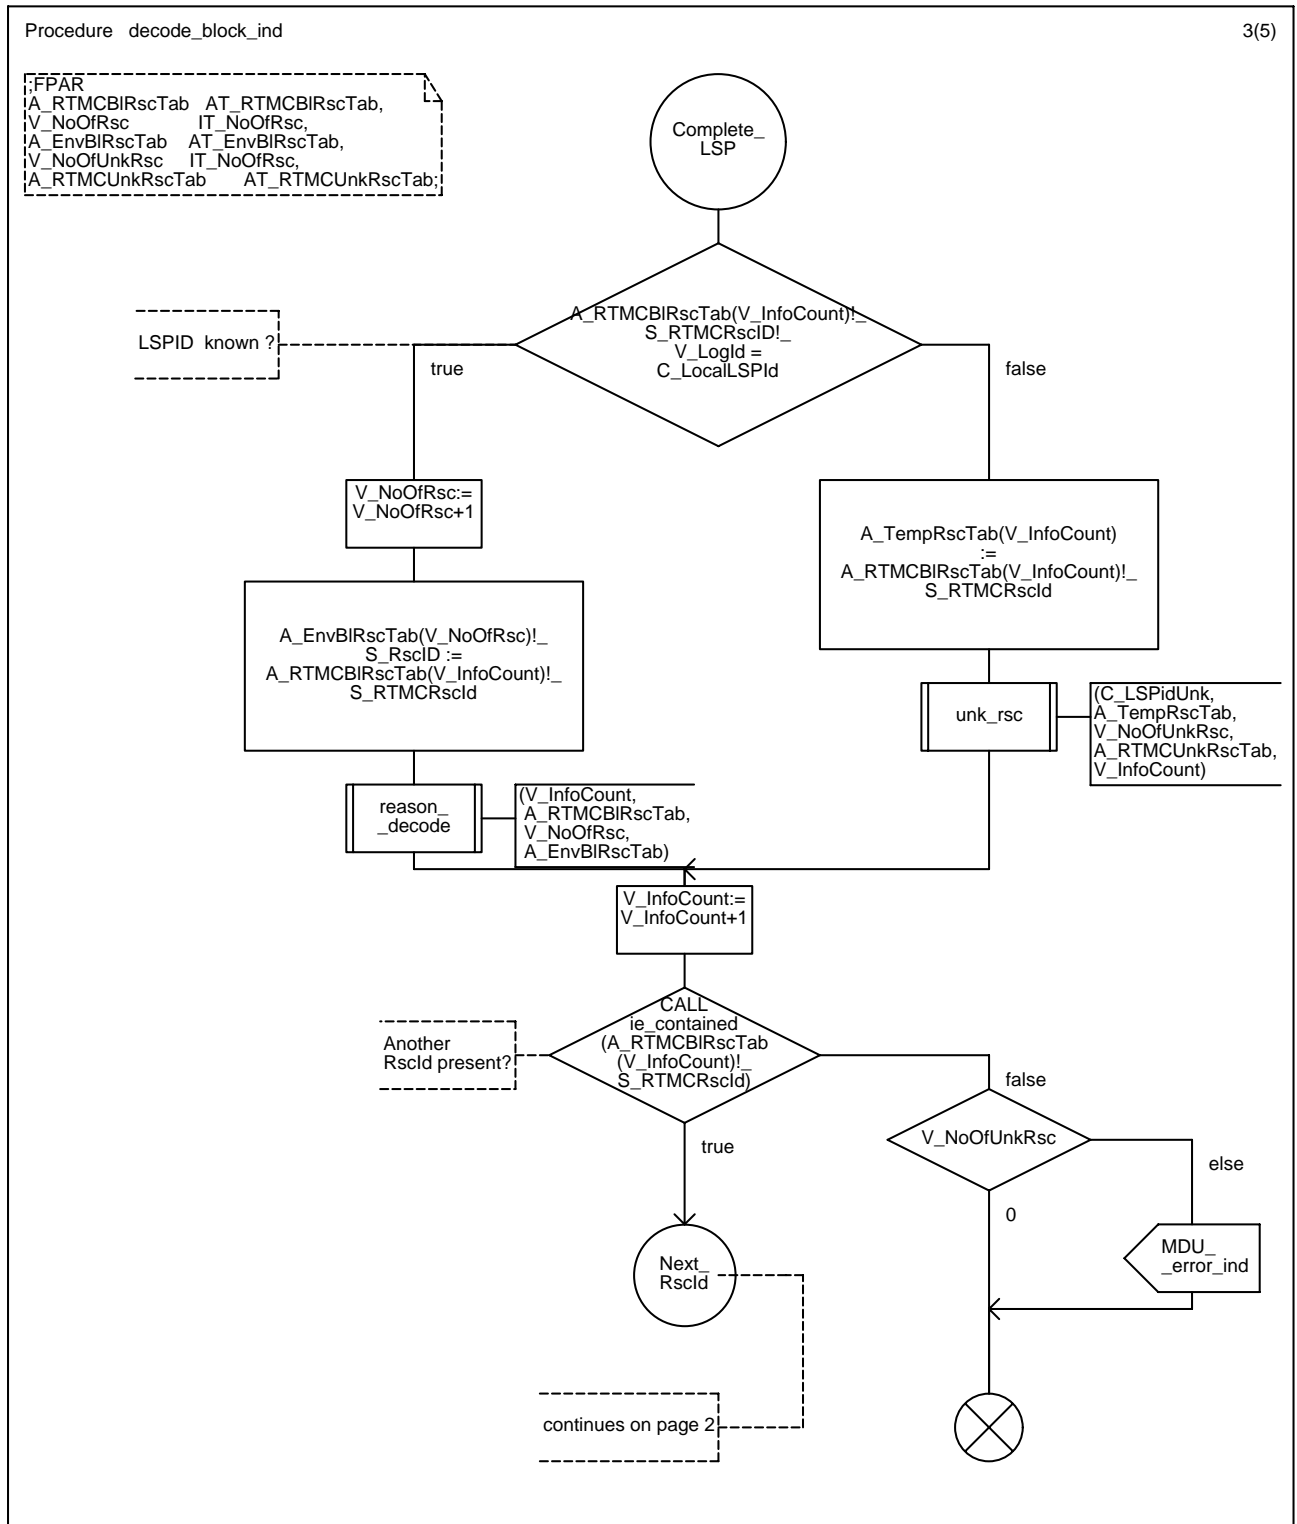 Procedure decode_block_ind
3(5)
;FPAR
A_RTMCBlRscTab AT_RTMCBlRscTab,
V_NoOfRsc IT_NoOfRsc,
A_EnvBlRscTab AT_EnvBlRscTab,
V_NoOfUnkRsc IT_NoOfRsc,
A_RTMCUnkRscTab AT_RTMCUnkRscTab;
Complete_
LSP
A_RTMCBlRscTab(V_InfoCount)!_
S_RTMCRscID!_
V_LogId =
C_LocalLSPId
LSPID known ?
true
false
V_NoOfRsc:=
V_NoOfRsc+1
A_TempRscTab(V_InfoCount)
:=
A_RTMCBlRscTab(V_InfoCount)!_
S_RTMCRscId
A_EnvBlRscTab(V_NoOfRsc)!_
S_RscID :=
A_RTMCBlRscTab(V_InfoCount)!_
S_RTMCRscId
unk_rsc
(C_LSPidUnk,
A_TempRscTab,
V_NoOfUnkRsc,
A_RTMCUnkRscTab,
V_InfoCount)
reason_
_decode
(V_InfoCount,
A_RTMCBlRscTab,
V_NoOfRsc,
A_EnvBlRscTab)
V_InfoCount:=
V_InfoCount+1
CALL
ie_contained
(A_RTMCBlRscTab
(V_InfoCount)!_
S_RTMCRscId)
Another
RscId present?
false
true
V_NoOfUnkRsc
else
0
MDU_
_error_ind
Next_
RscId
continues on page 2